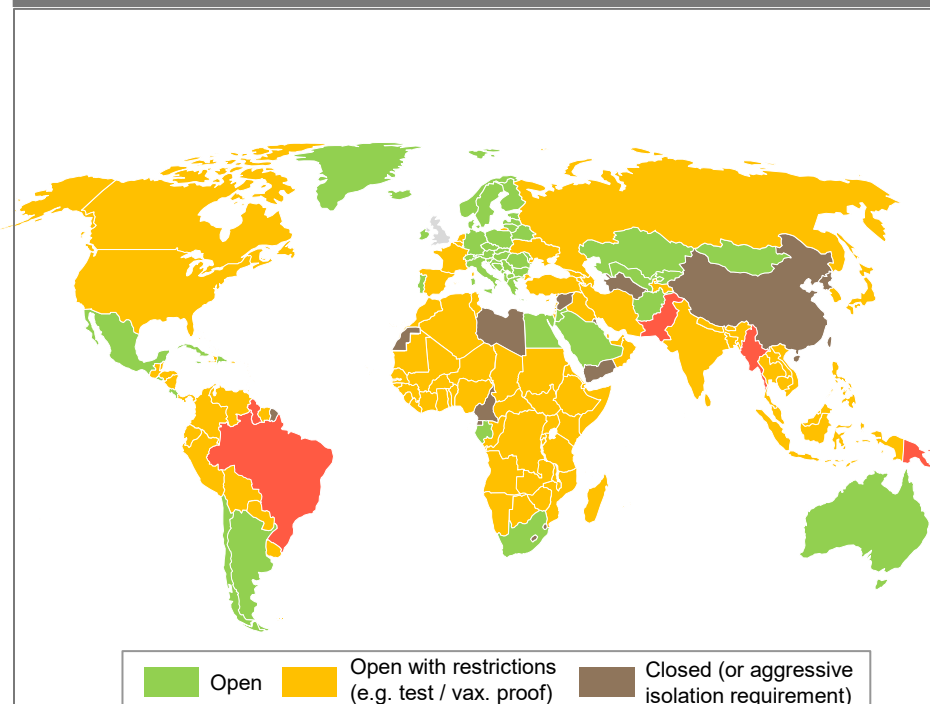 Open
Open with restrictions
(e.g. test / vax. proof)
Closed (or aggressive
isolation requirement)